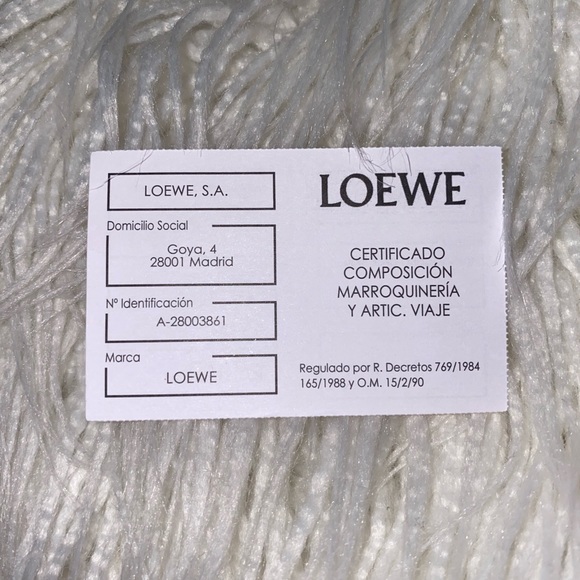 LOEWE, S.A.
Domicilio Social
Goya, 4
28001 Madrid
Nº Identificación
A-28003861
Marca
LOEWE
LOEWE
CERTIFICADO
COMPOSICIÓN
MARROQUINERÍA
Y ARTIC. VIAJE
Regulado por R. Decretos 769/1984
165/1988 y O.M. 15/2/90